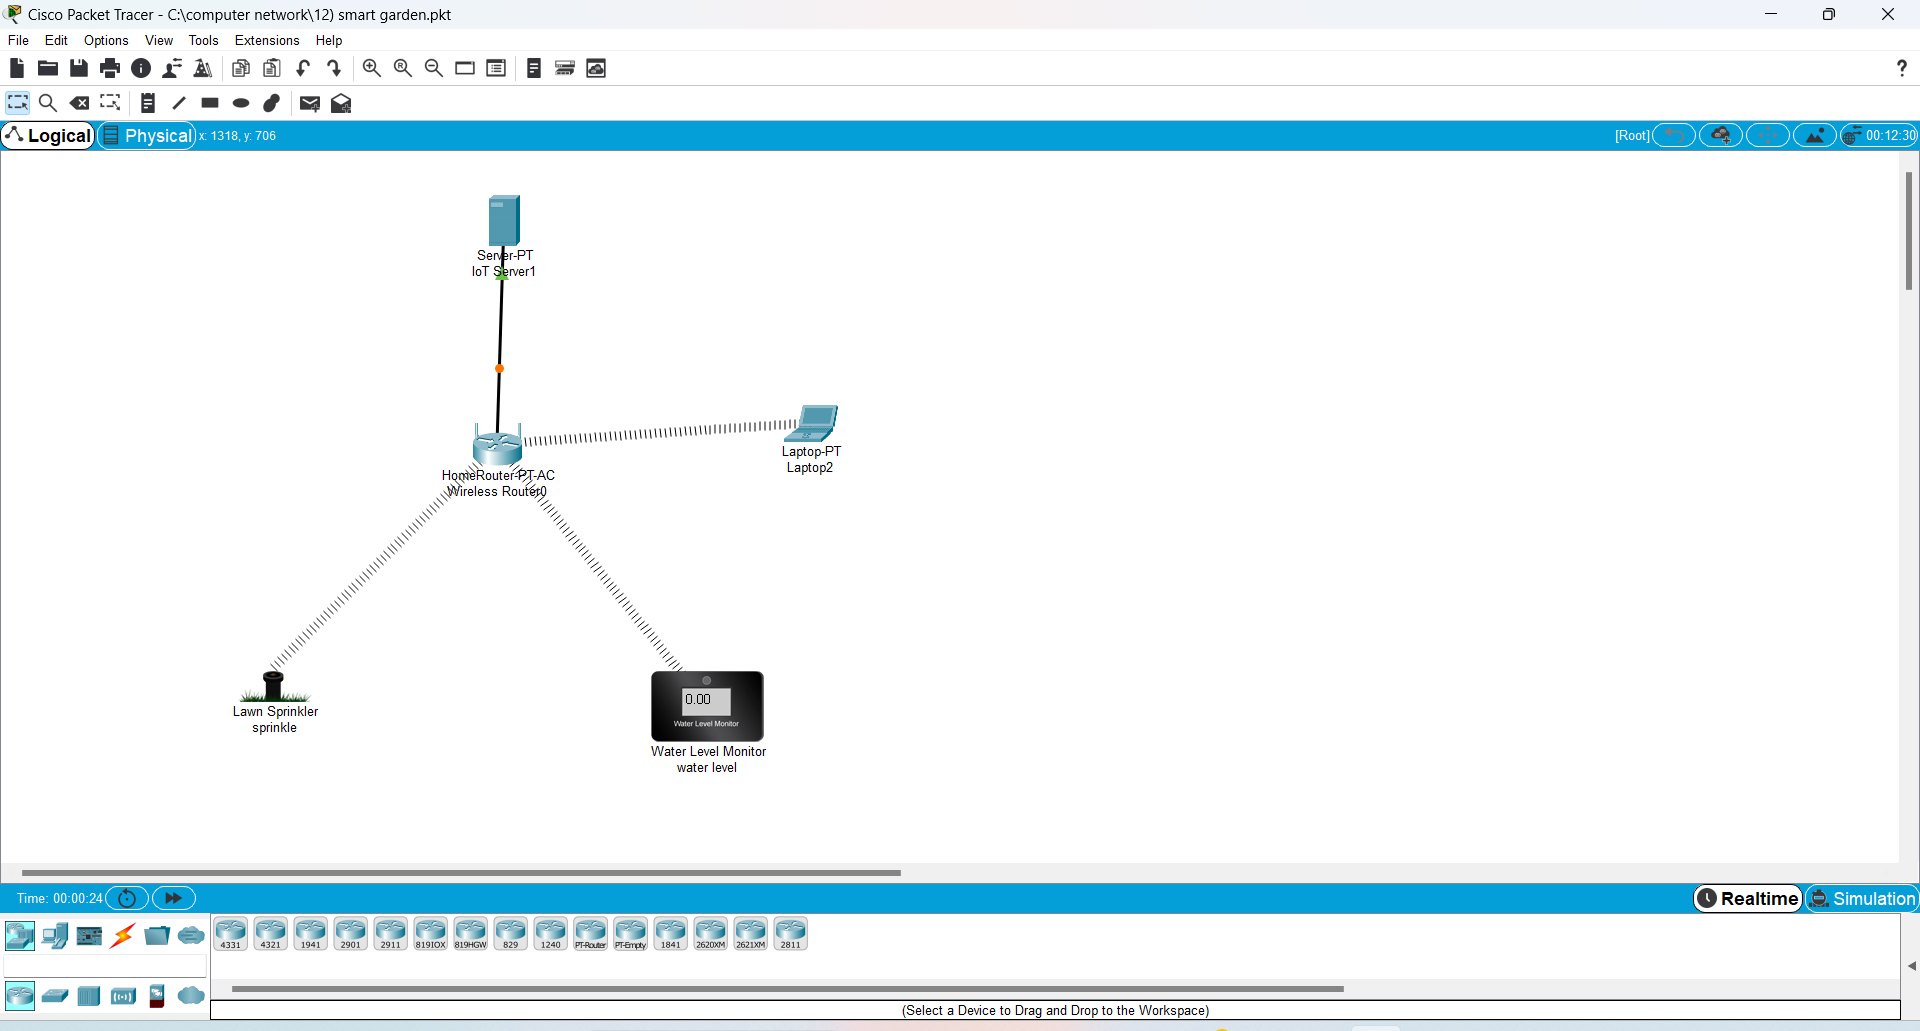 Cisco Packet Tracer - C:\computer network\12) smart garden.pkt
File Edit Options View Tools Extensions Help
Logical Physical x: 1318, y: 706 [Root] 00:12:30
Server-PT
IoT Server1
Laptop-PT
Laptop2
HomeRouter-PT-AC
Wireless Router0
Lawn Sprinkler
sprinkle
0.00
Water Level Monitor
Water Level Monitor
water level
Time: 00:00:24 Realtime Simulation
4331 4321 1941 2901 2911 819IOX 819HGW 829 1240 PT-Router PT-Empty 1841 2620XM 2621XM 2811
(Select a Device to Drag and Drop to the Workspace)